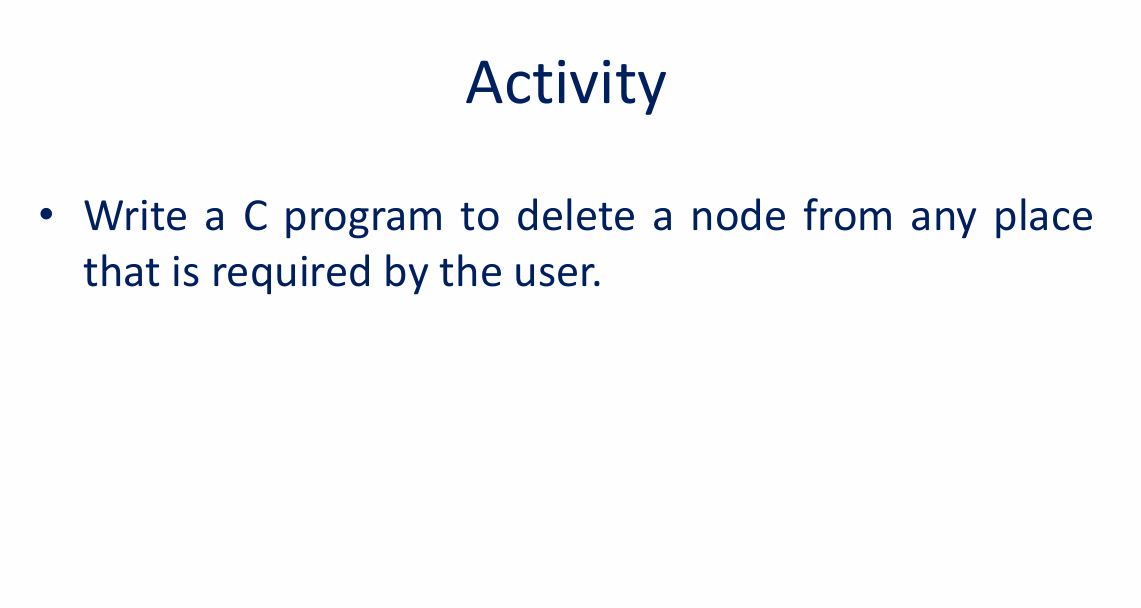 Activity
• Write a C program to delete a node from any place
that is required by the user.